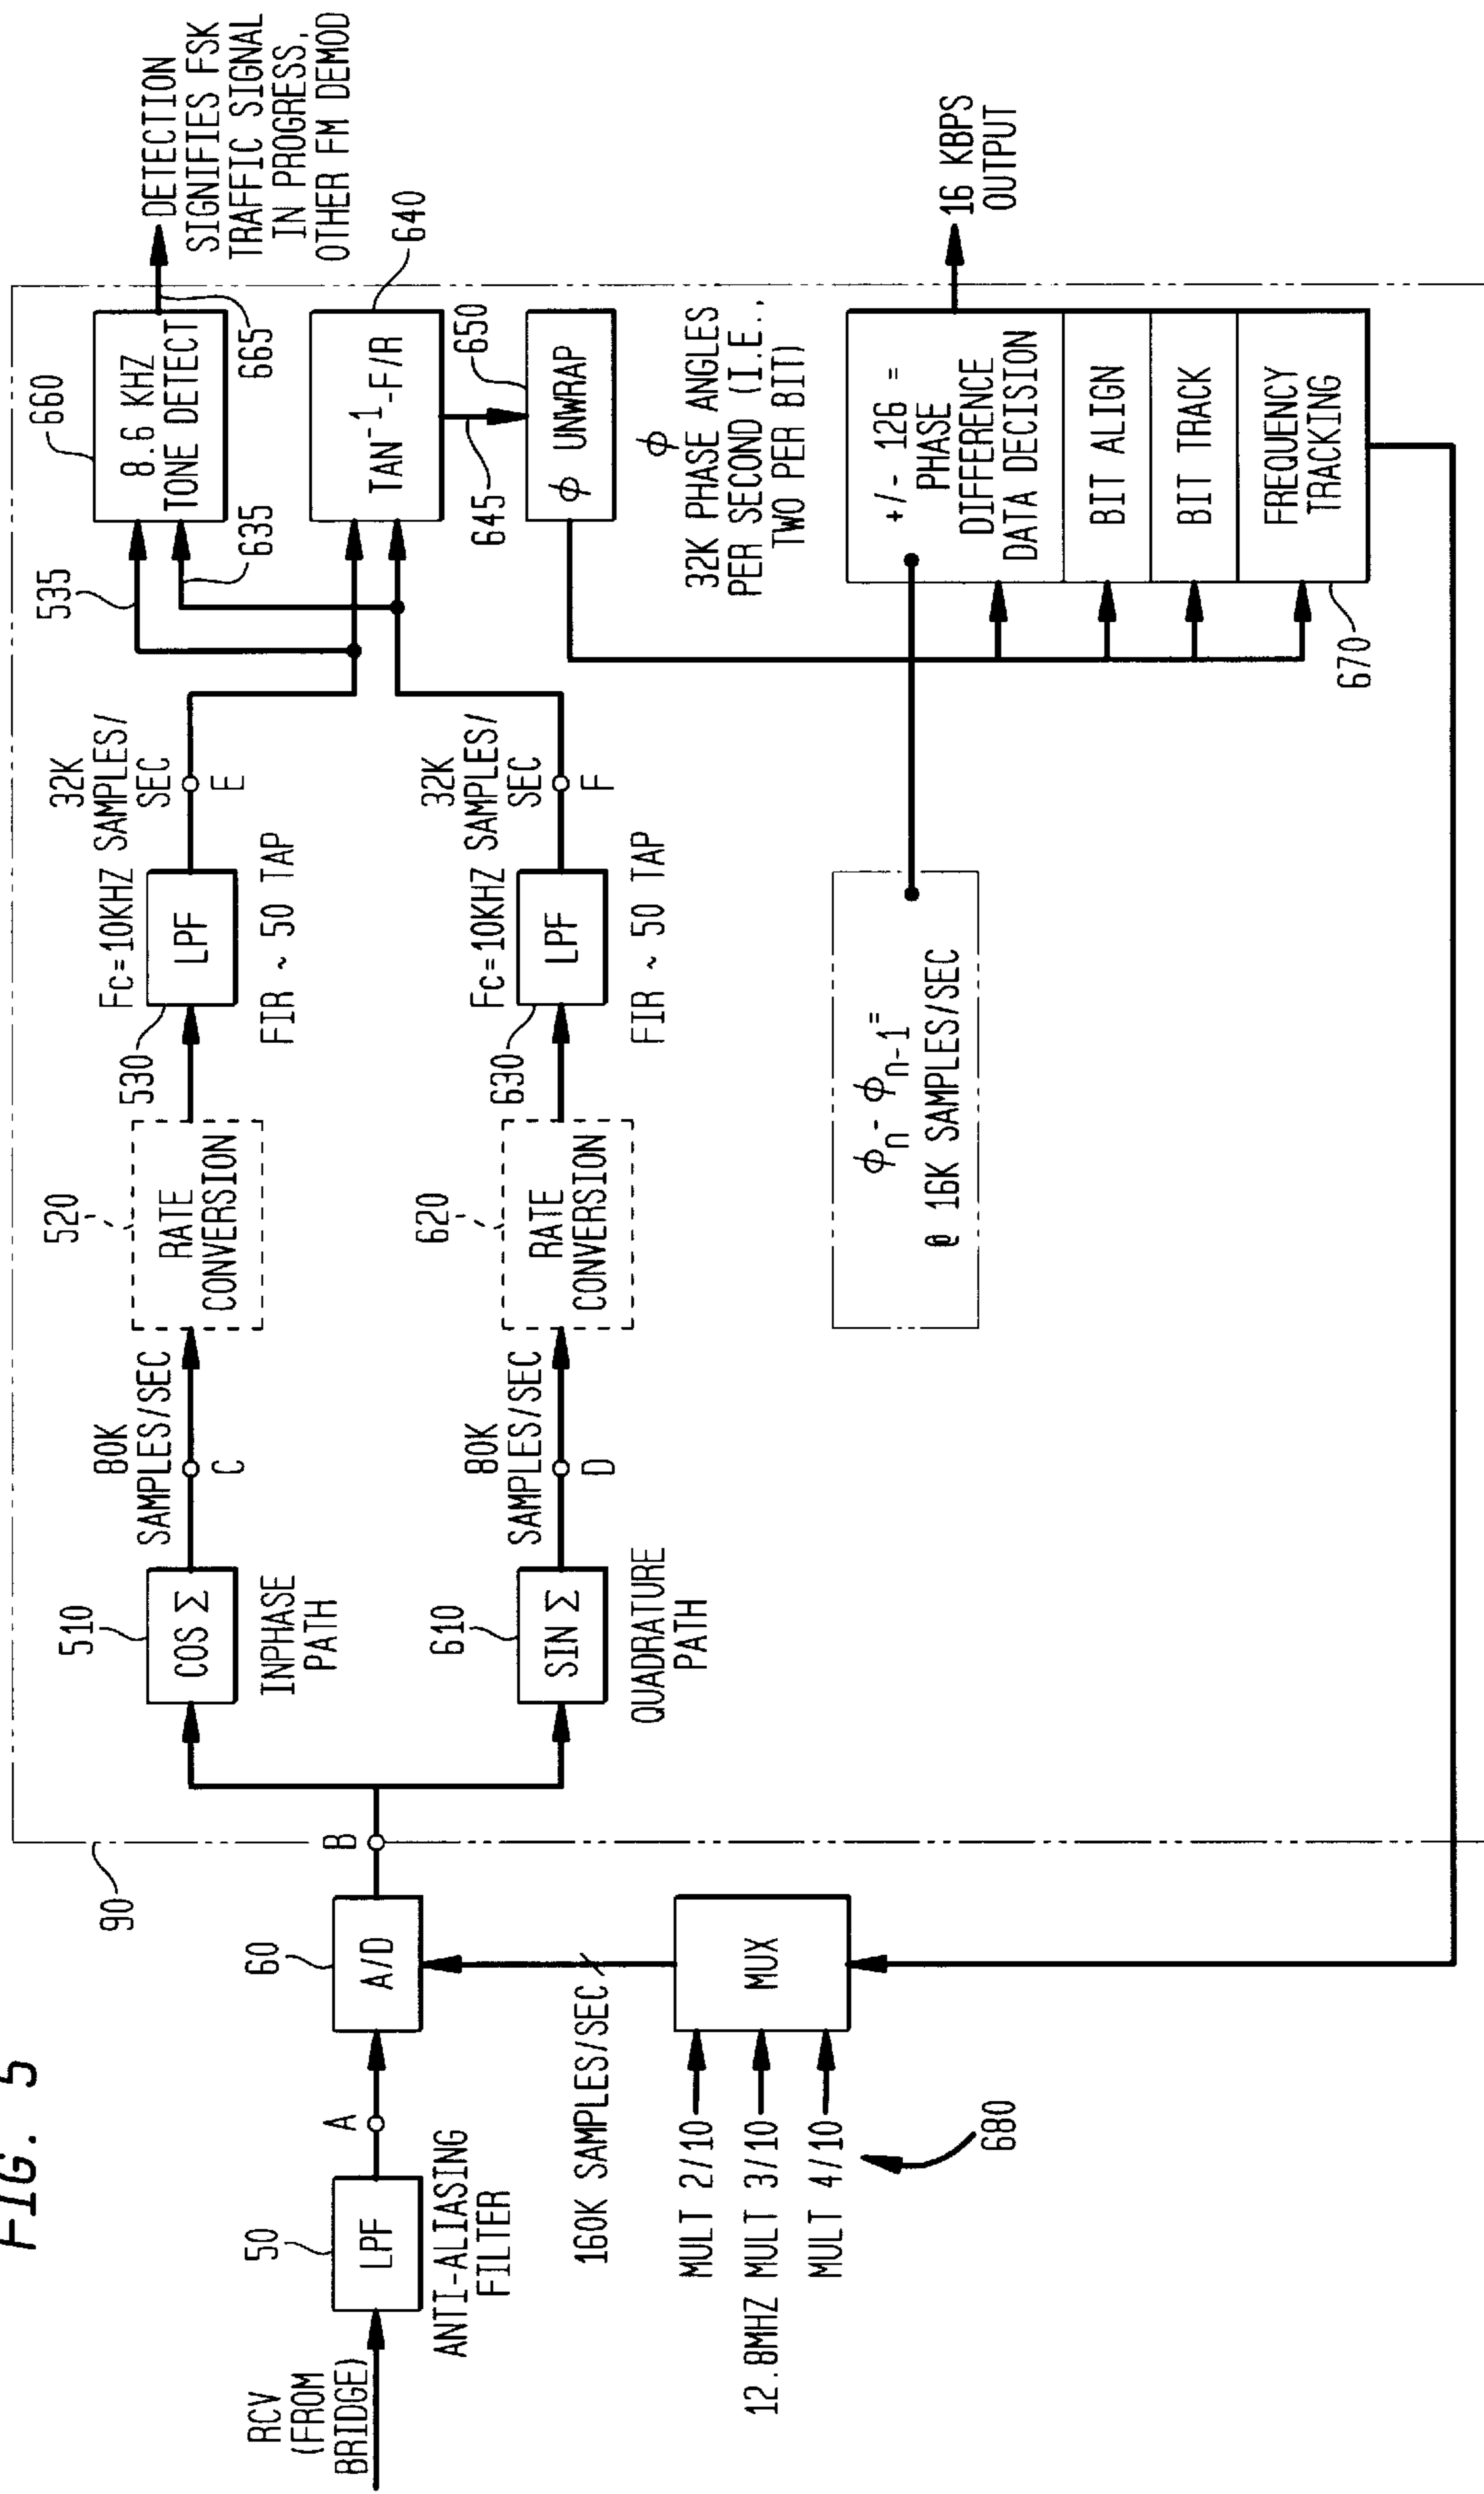 FIG. 5
RCV
(FROM
BRIDGE)
50
LPF
ANTI-ALIASING
FILTER
A
60
A/D
B
90
160K SAMPLES/SEC
MULT 2/10
12.8MHZ MULT 3/10
MULT 4/10
680
MUX
510
COS Σ
INPHASE
PATH
80K
SAMPLES/SEC
C
520
RATE
CONVERSION
530
FC=10KHZ
LPF
FIR ~ 50 TAP
32K
SAMPLES/
SEC
E
610
SIN Σ
QUADRATURE
PATH
80K
SAMPLES/SEC
D
620
RATE
CONVERSION
630
FC=10KHZ
LPF
FIR ~ 50 TAP
32K
SAMPLES/
SEC
F
535
635
660
8.6 KHZ
TONE DETECT
665
DETECTION
SIGNIFIES FSK
TRAFFIC SIGNAL
IN PROGRESS,
OTHER FM DEMOD
TAN⁻¹-F/R
640
645
650
ϕ UNWRAP
ϕ
32K PHASE ANGLES
PER SECOND (I.E.,
TWO PER BIT)
ϕn- ϕn-1=
@ 16K SAMPLES/SEC
+/- 126 =
PHASE
DIFFERENCE
DATA DECISION
BIT ALIGN
BIT TRACK
FREQUENCY
TRACKING
670
16 KBPS
OUTPUT